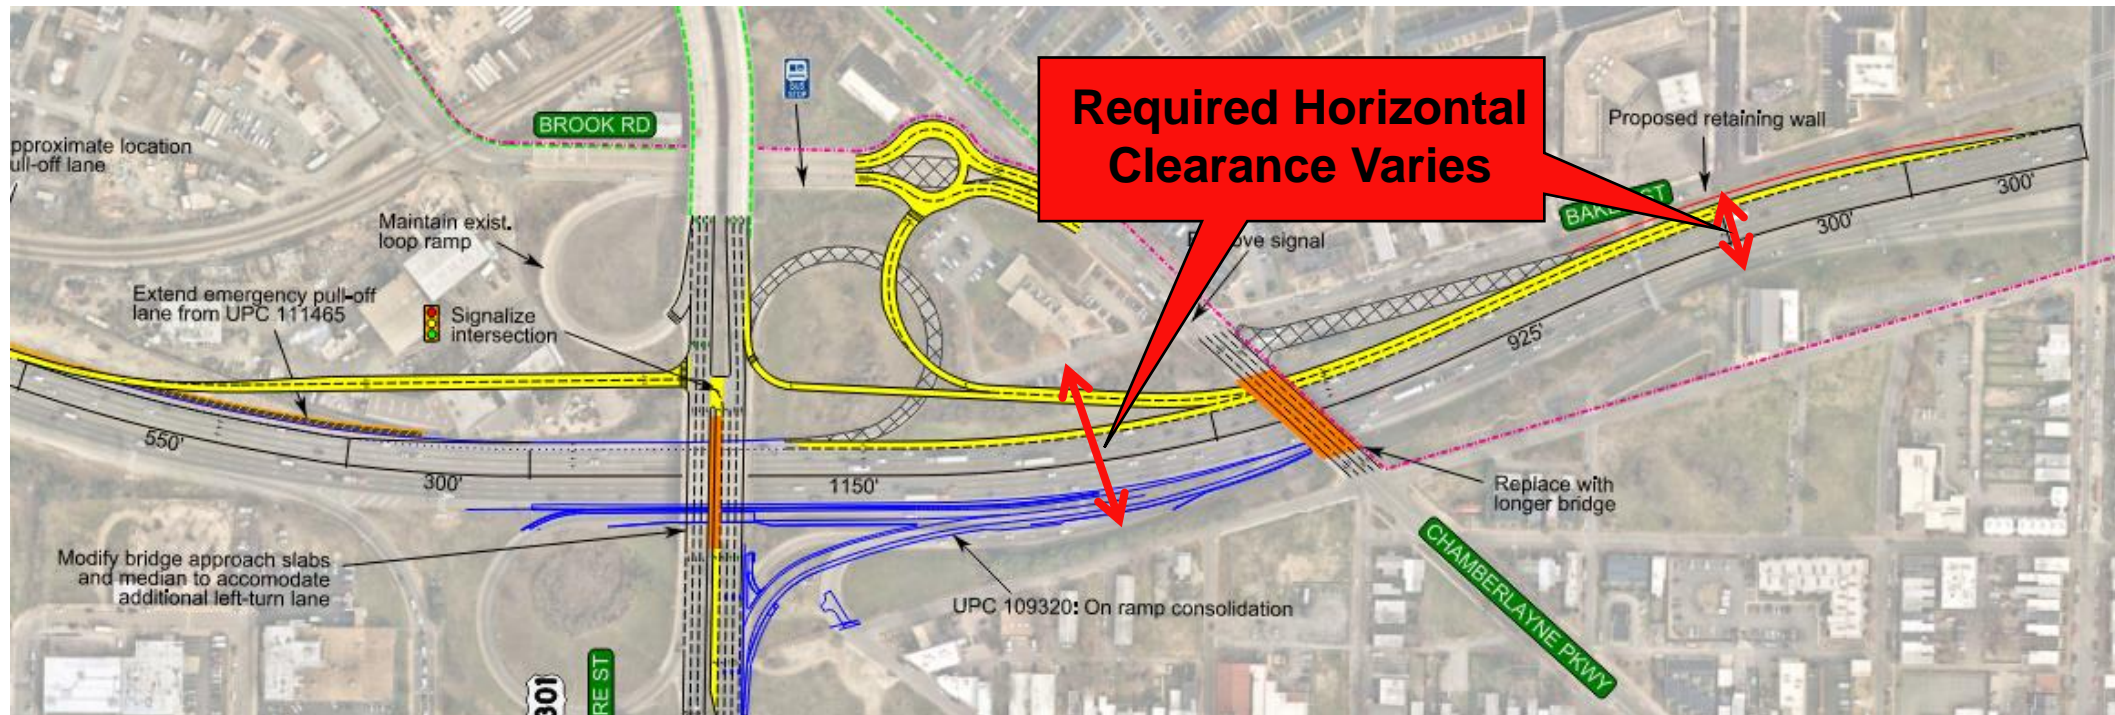 Required Horizontal
Clearance Varies
BROOK RD
BUS
STOP
pproximate location
ull-off lane
Proposed retaining wall
Maintain exist.
loop ramp
ove signal
300'
300'
Extend emergency pull-off
lane from UPC 111465
Signalize
intersection
925'
550'
300'
1150'
Replace with
longer bridge
Modify bridge approach slabs
and median to accomodate
additional left-turn lane
UPC 109320: On ramp consolidation
CHAMBERLAYNE PKWY
301
RE ST